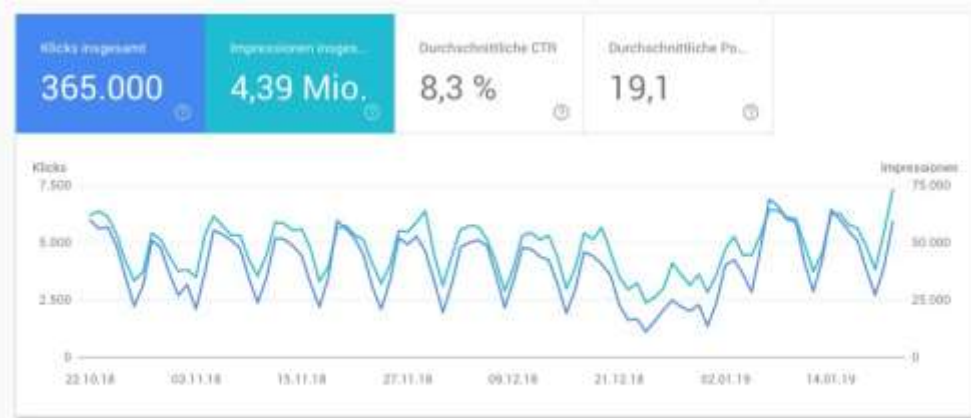 Klicks insgesamt
365.000
Impressionen insges...
4,39 Mio.
Durchschnittliche CTR
8,3 %
Durchschnittliche Po...
19,1
Klicks
Impressionen
7.500
75.000
5.000
50.000
2.500
25.000
0
0
22.10.18
03.11.18
15.11.18
27.11.18
09.12.18
21.12.18
02.01.19
14.01.19